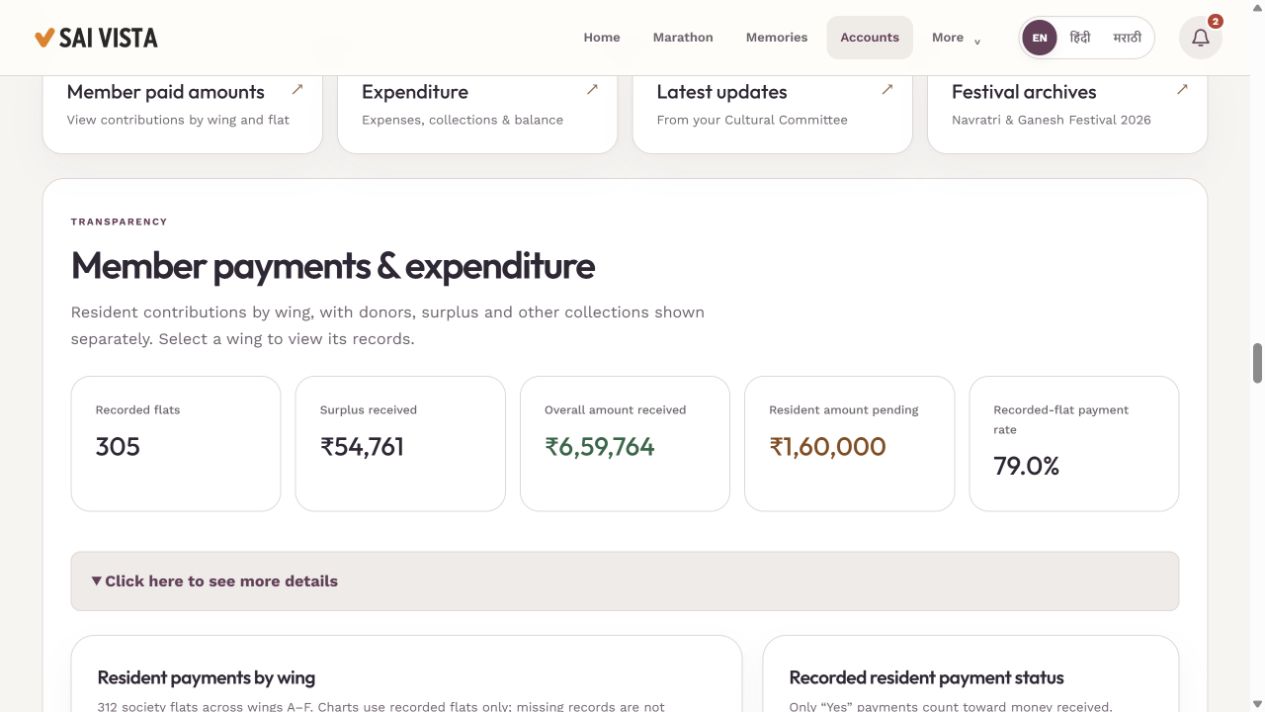 SAI VISTA
Home
Marathon
Memories
Accounts
More
EN
हिंदी
मराठी
2
Member paid amounts
View contributions by wing and flat
Expenditure
Expenses, collections & balance
Latest updates
From your Cultural Committee
Festival archives
Navratri & Ganesh Festival 2026
TRANSPARENCY
Member payments & expenditure
Resident contributions by wing, with donors, surplus and other collections shown
separately. Select a wing to view its records.
Recorded flats
305
Surplus received
₹54,761
Overall amount received
₹6,59,764
Resident amount pending
₹1,60,000
Recorded-flat payment
rate
79.0%
Click here to see more details
Resident payments by wing
312 society flats across wings A–F. Charts use recorded flats only; missing records are not
Recorded resident payment status
Only “Yes” payments count toward money received.